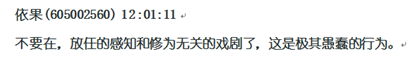 依果(605002560) 12:01:11
不要在，放任的感知和修为无关的戏剧了，这是极其愚蠢的行为。